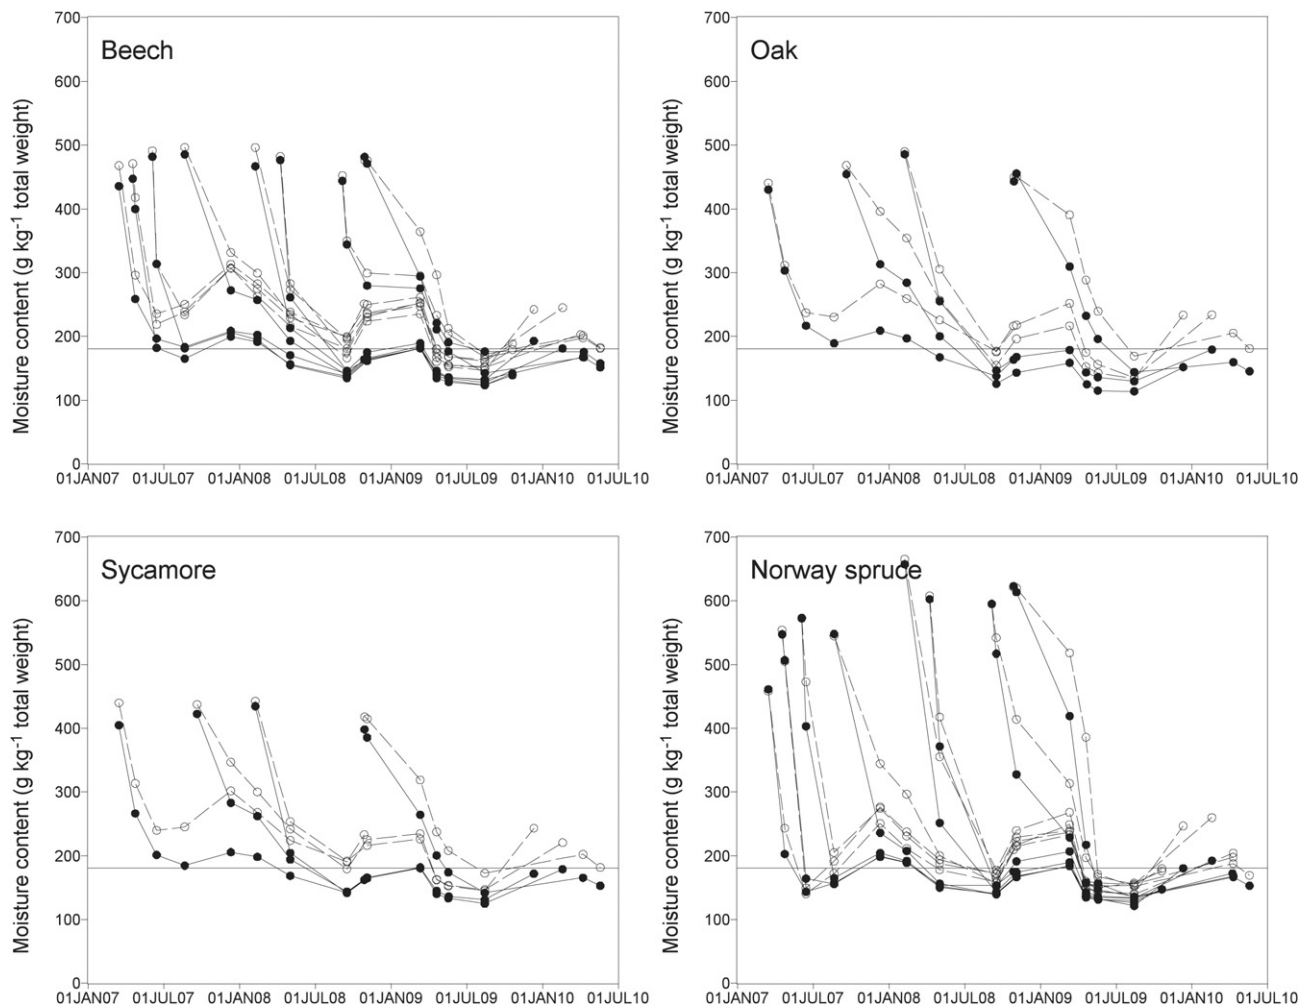 Beech
Moisture content (g kg⁻¹ total weight)
700
600
500
400
300
200
100
0
01JAN07 01JUL07 01JAN08 01JUL08 01JAN09 01JUL09 01JAN10 01JUL10
Oak
Moisture content (g kg⁻¹ total weight)
700
600
500
400
300
200
100
0
01JAN07 01JUL07 01JAN08 01JUL08 01JAN09 01JUL09 01JAN10 01JUL10
Sycamore
Moisture content (g kg⁻¹ total weight)
700
600
500
400
300
200
100
0
01JAN07 01JUL07 01JAN08 01JUL08 01JAN09 01JUL09 01JAN10 01JUL10
Norway spruce
Moisture content (g kg⁻¹ total weight)
700
600
500
400
300
200
100
0
01JAN07 01JUL07 01JAN08 01JUL08 01JAN09 01JUL09 01JAN10 01JUL10